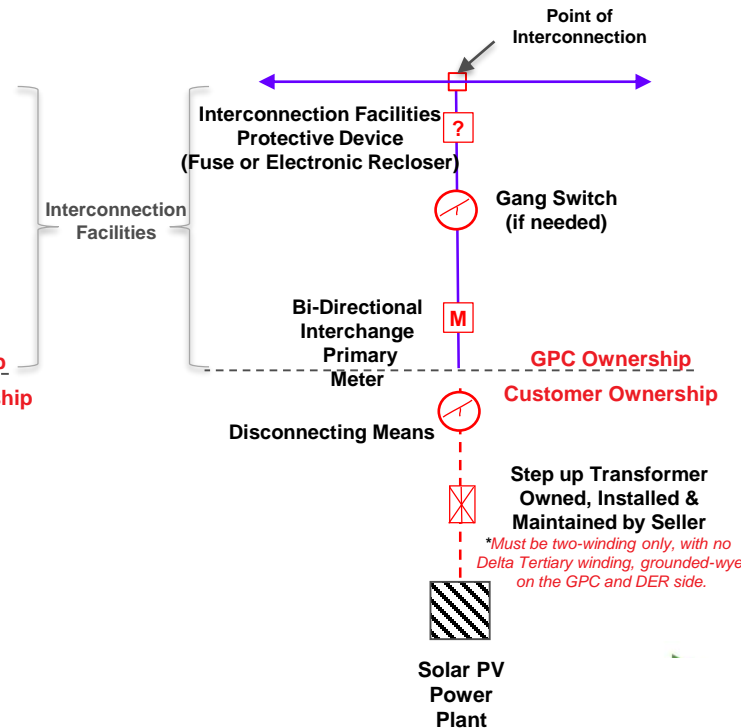 Point of
Interconnection
Interconnection Facilities
Protective Device
(Fuse or Electronic Recloser)
?
Interconnection
Facilities
Gang Switch
(if needed)
Bi-Directional
Interchange
Primary
Meter
M
GPC Ownership
Customer Ownership
Disconnecting Means
Step up Transformer
Owned, Installed &
Maintained by Seller
*Must be two-winding only, with no
Delta Tertiary winding, grounded-wye
on the GPC and DER side.
Solar PV
Power
Plant